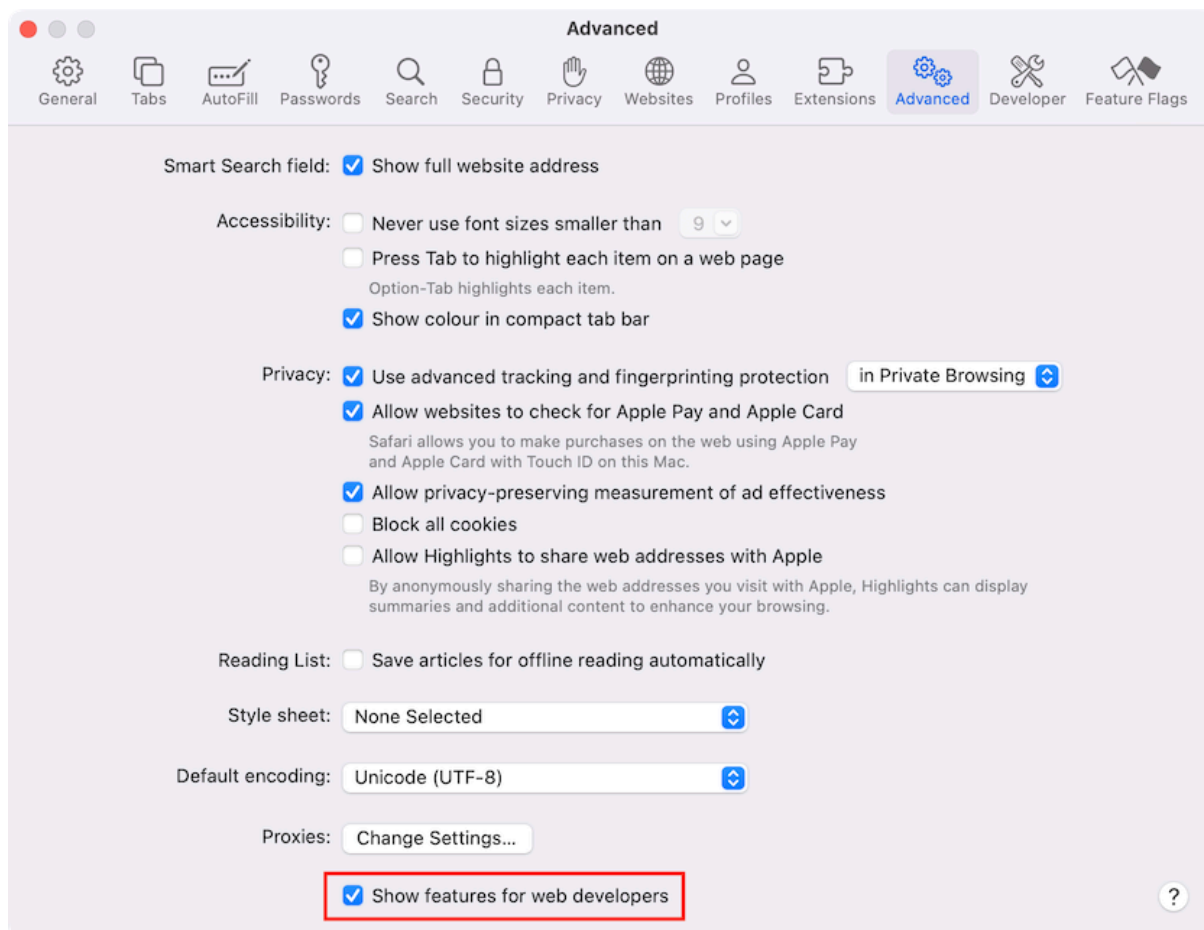 Advanced
General Tabs AutoFill Passwords Search Security Privacy Websites Profiles Extensions Advanced Developer Feature Flags
Smart Search field: Show full website address
Accessibility: Never use font sizes smaller than 9
Press Tab to highlight each item on a web page
Option-Tab highlights each item.
Show colour in compact tab bar
Privacy: Use advanced tracking and fingerprinting protection in Private Browsing
Allow websites to check for Apple Pay and Apple Card
Safari allows you to make purchases on the web using Apple Pay
and Apple Card with Touch ID on this Mac.
Allow privacy-preserving measurement of ad effectiveness
Block all cookies
Allow Highlights to share web addresses with Apple
By anonymously sharing the web addresses you visit with Apple, Highlights can display
summaries and additional content to enhance your browsing.
Reading List: Save articles for offline reading automatically
Style sheet: None Selected
Default encoding: Unicode (UTF-8)
Proxies: Change Settings...
Show features for web developers
?